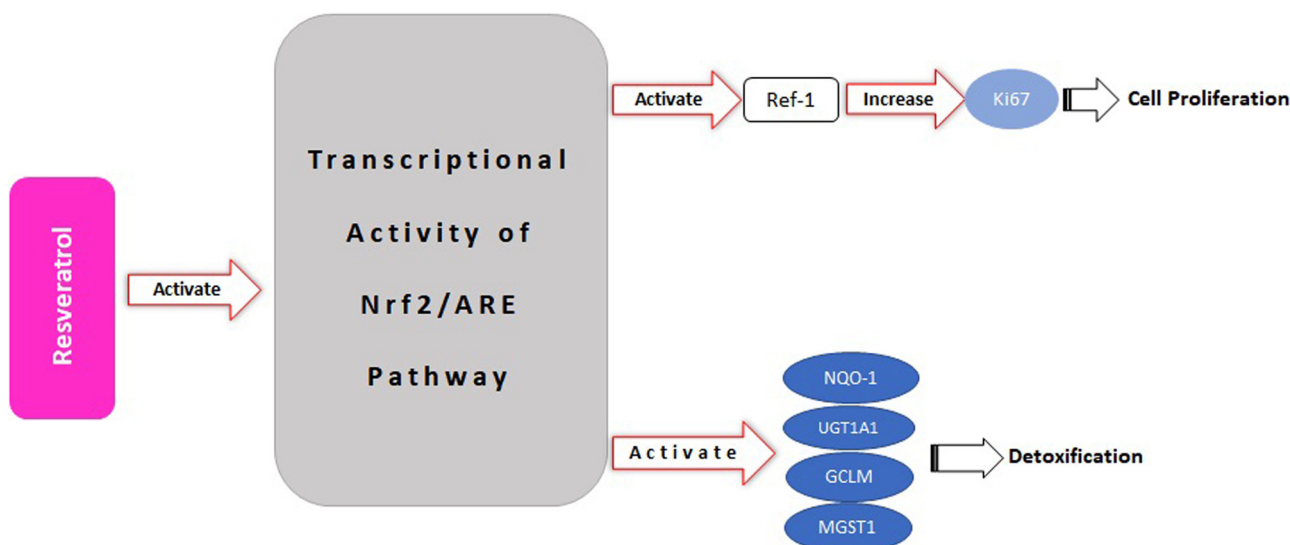 Resveratrol
Activate
Transcriptional
Activity of
Nrf2/ARE
Pathway
Activate
Ref-1
Increase
Ki67
Cell Proliferation
Activate
NQO-1
UGT1A1
GCLM
MGST1
Detoxification